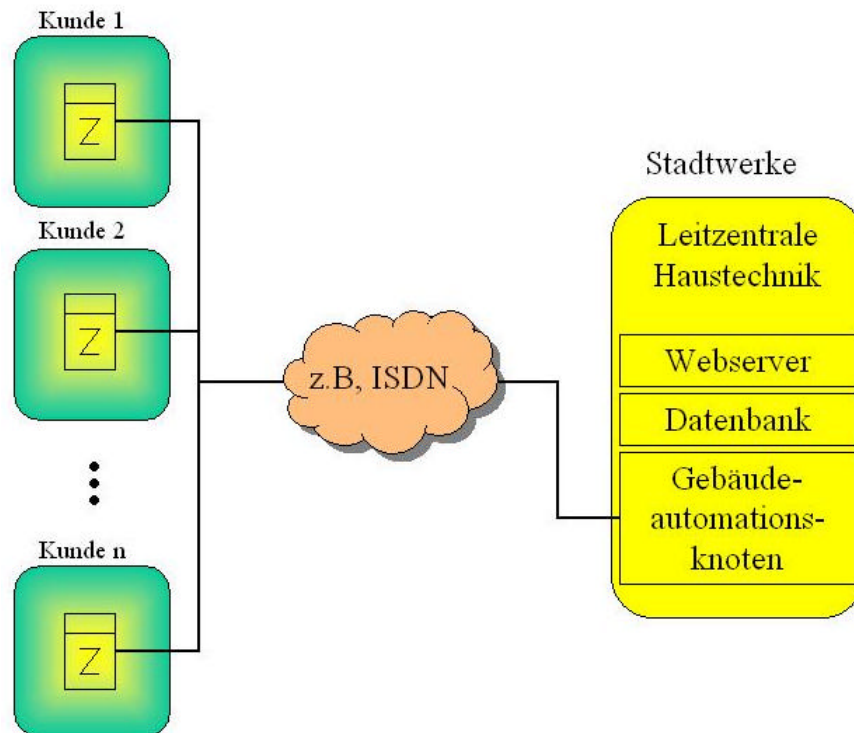 Kunde 1
Z
Kunde 2
Z
Kunde n
Z
z.B, ISDN
Stadtwerke
Leitzentrale
Haustechnik
Webserver
Datenbank
Gebäude-
automations-
knoten